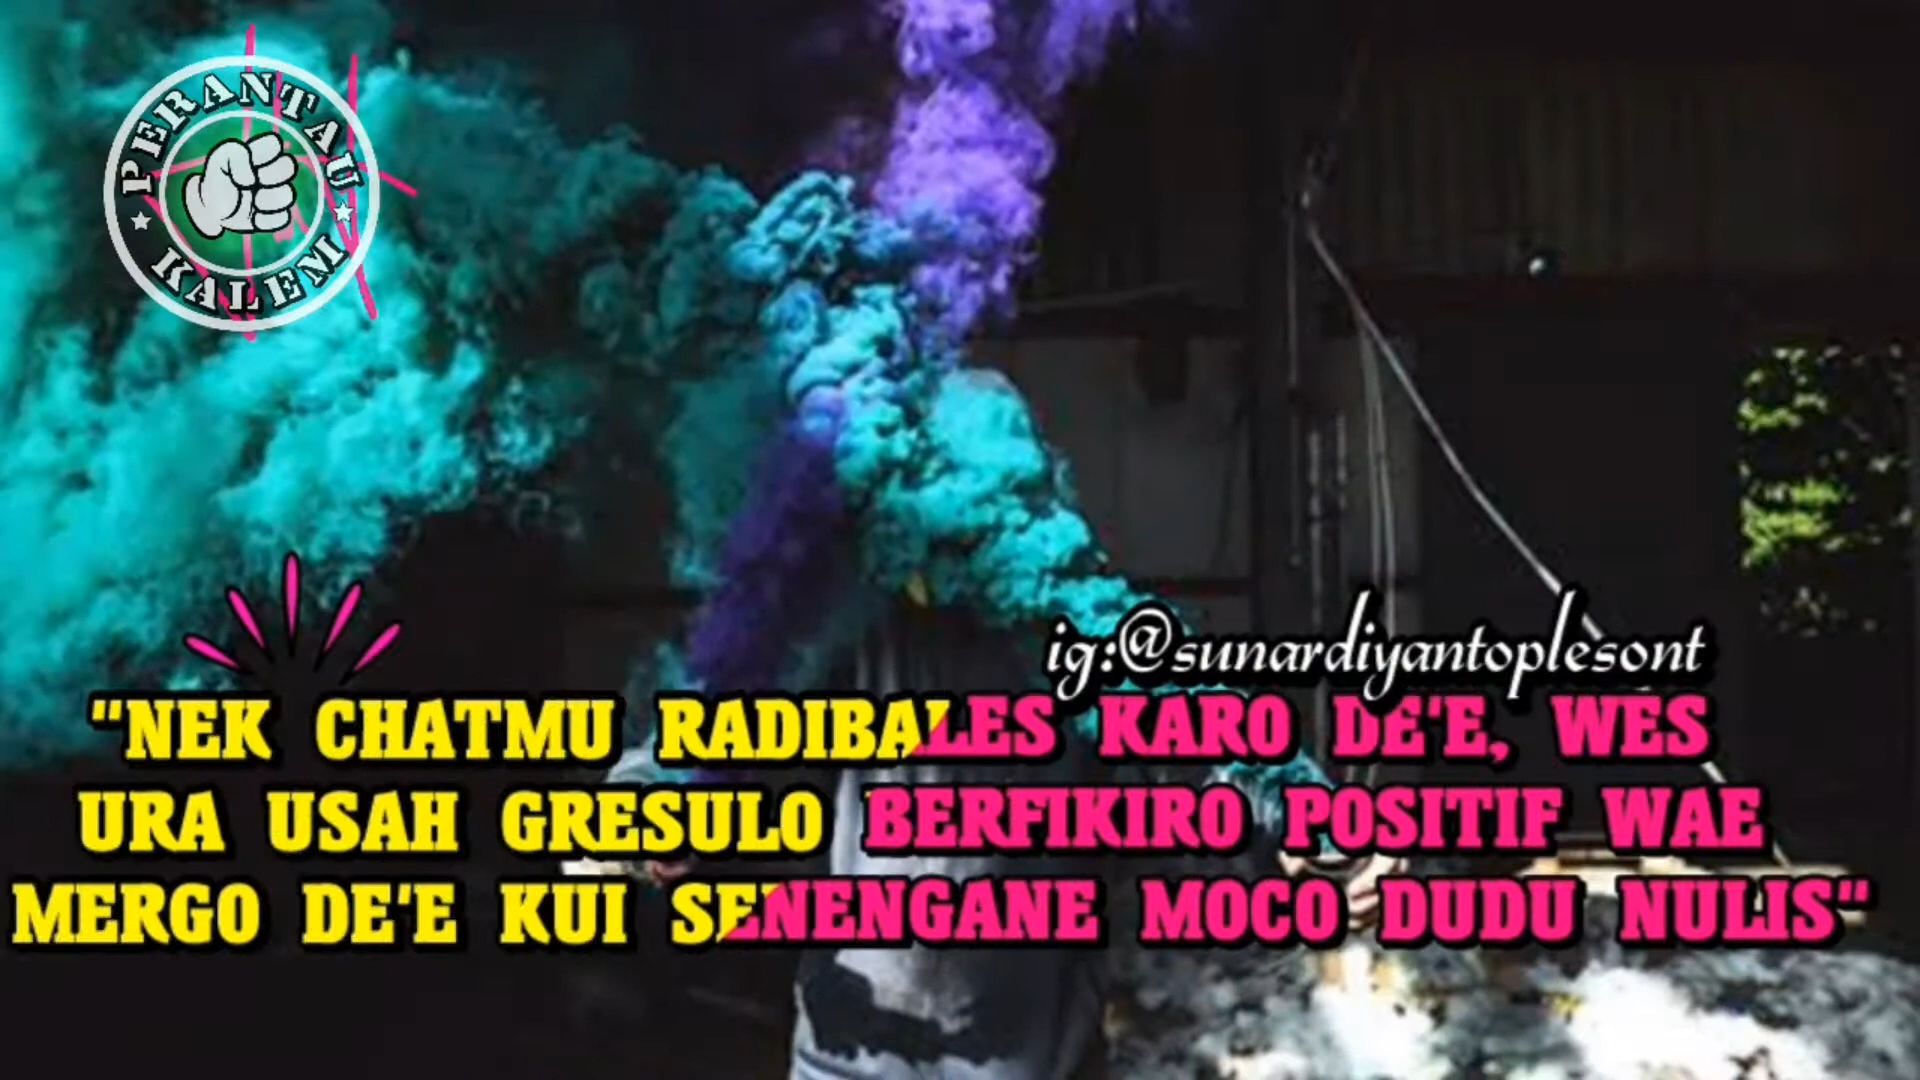 PERANTAU
KALEM
ig:@sunardiyantoplesont
"NEK CHATMU RADIBALES KARO DE'E, WES
URA USAH GRESULO BERFIKIRO POSITIF WAE
MERGO DE'E KUI SENENGANE MOCO DUDU NULIS"